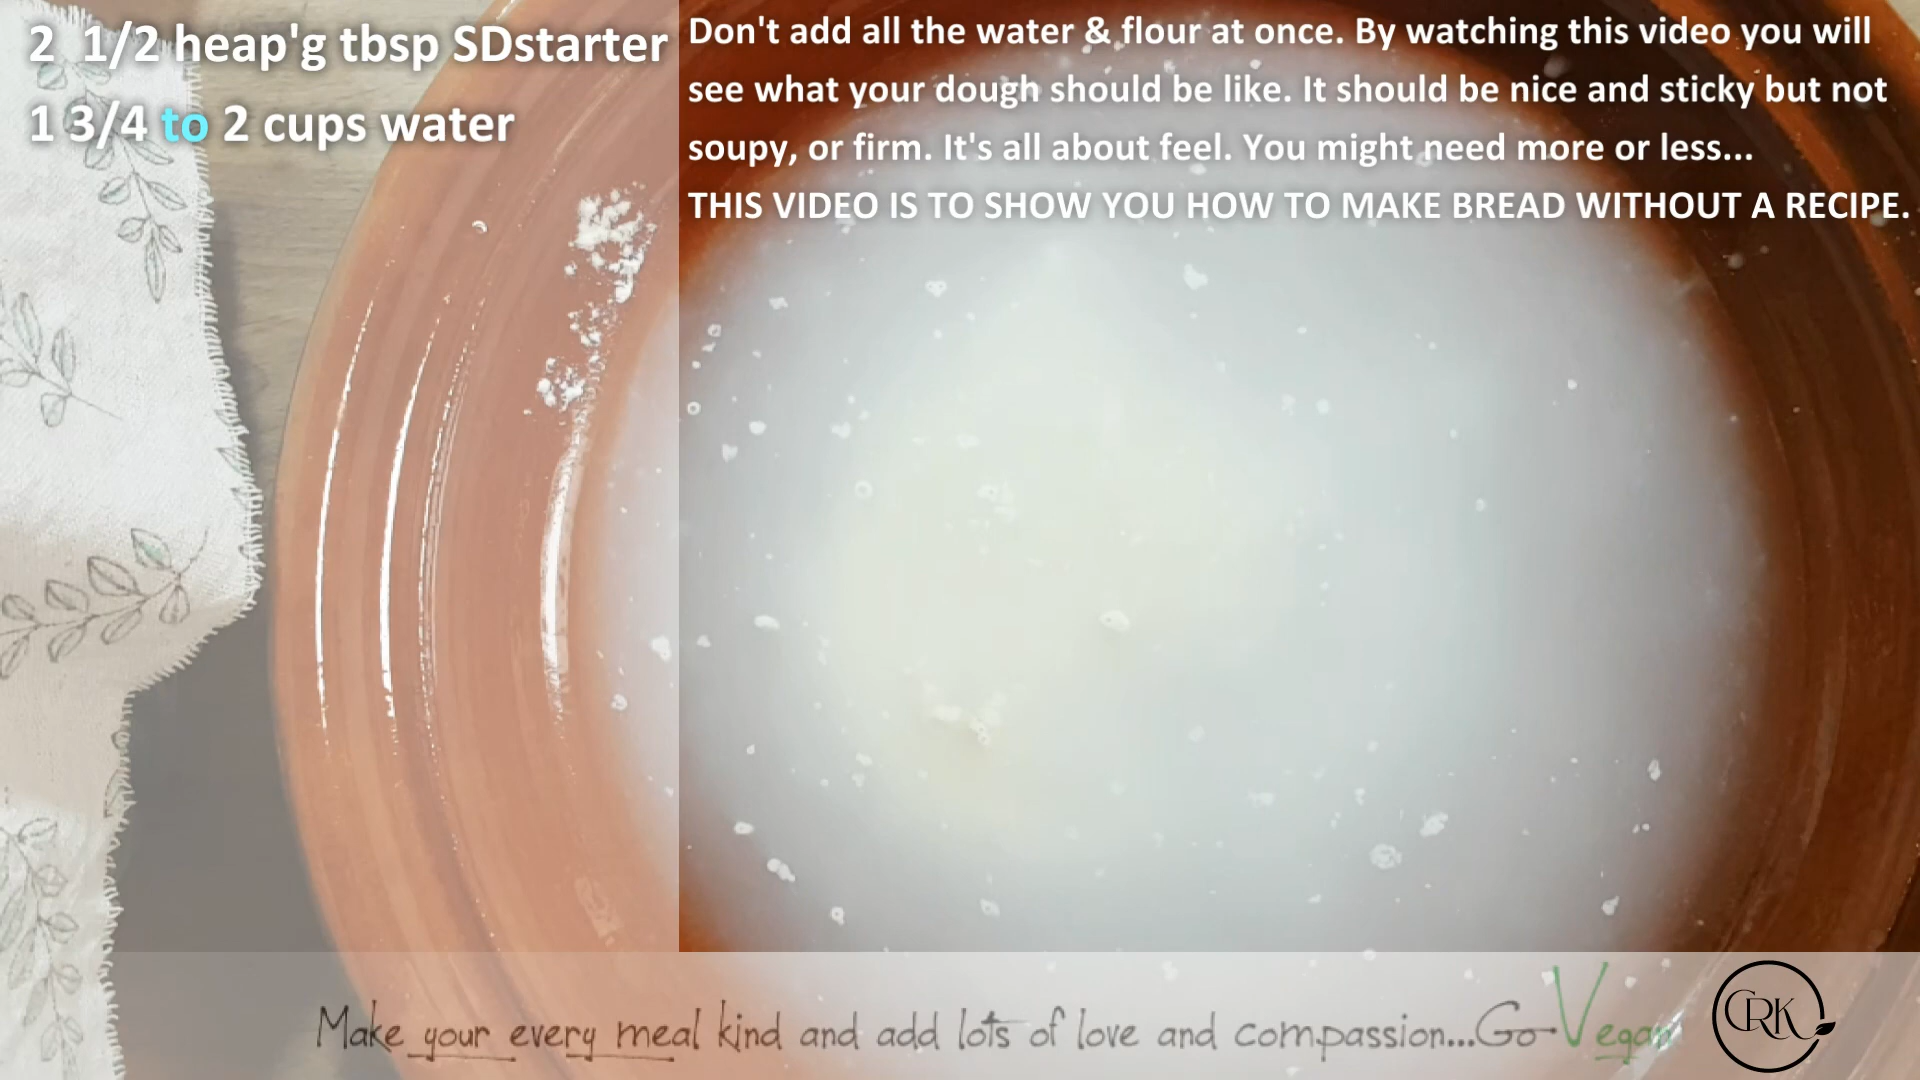 2 1/2 heap'g tbsp SDstarter
1 3/4 to 2 cups water
Don't add all the water & flour at once. By watching this video you will
see what your dough should be like. It should be nice and sticky but not
soupy, or firm. It's all about feel. You might need more or less...
THIS VIDEO IS TO SHOW YOU HOW TO MAKE BREAD WITHOUT A RECIPE.
Make your every meal kind and add lots of love and compassion...Go Vegan
CRK